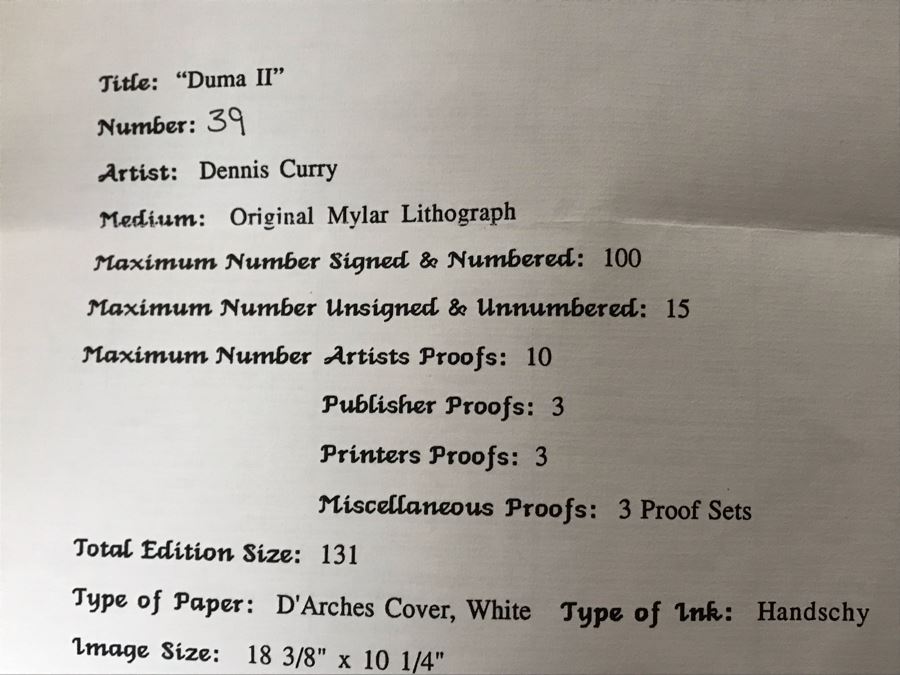 Title: “Duma II”
Number: 39
Artist: Dennis Curry
Medium: Original Mylar Lithograph
Maximum Number Signed & Numbered: 100
Maximum Number Unsigned & Unnumbered: 15
Maximum Number Artists Proofs: 10
Publisher Proofs: 3
Printers Proofs: 3
Miscellaneous Proofs: 3 Proof Sets
Total Edition Size: 131
Type of Paper: D'Arches Cover, White Type of Ink: Handschy
Image Size: 18 3/8" x 10 1/4"